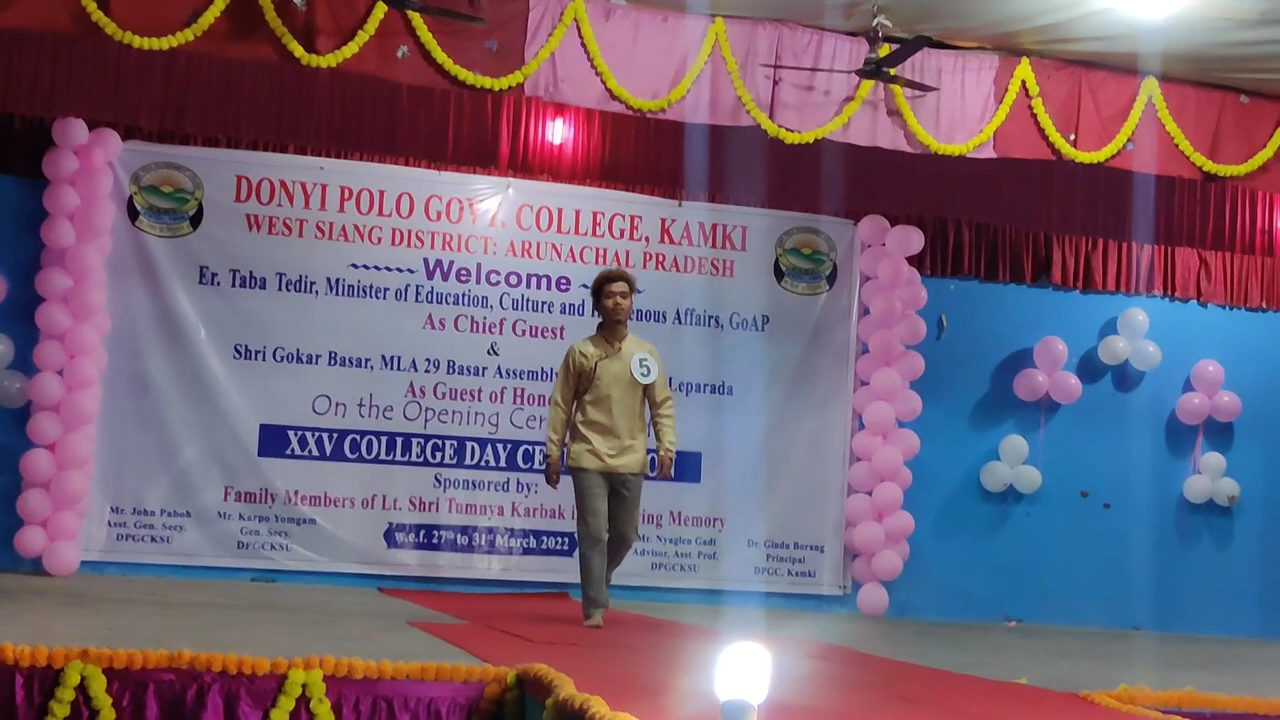 DONYI POLO GOVT. COLLEGE, KAMKI
WEST SIANG DISTRICT: ARUNACHAL PRADESH
Welcome
Er. Taba Tedir, Minister of Education, Culture and enous Affairs, GoAP
As Chief Guest
&
Shri Gokar Basar, MLA 29 Basar Assembly Leparada
As Guest of Hono
On the Opening Cer
XXV COLLEGE DAY CE ON
Sponsored by:
Family Members of Lt. Shri Tumnya Karbak ing Memory
w.e.f. 27th to 31st March 2022
Mr. John Paboh
Asst. Gen. Secy.
DPGCKSU
Mr. Karpo Yomgam
Gen. Secy.
DPGCKSU
Mr. Nyagien Gadi
Advisor, Asst. Prof.
DPGCKSU
Dr. Gindu Borang
Principal
DPGC, Kamki
5